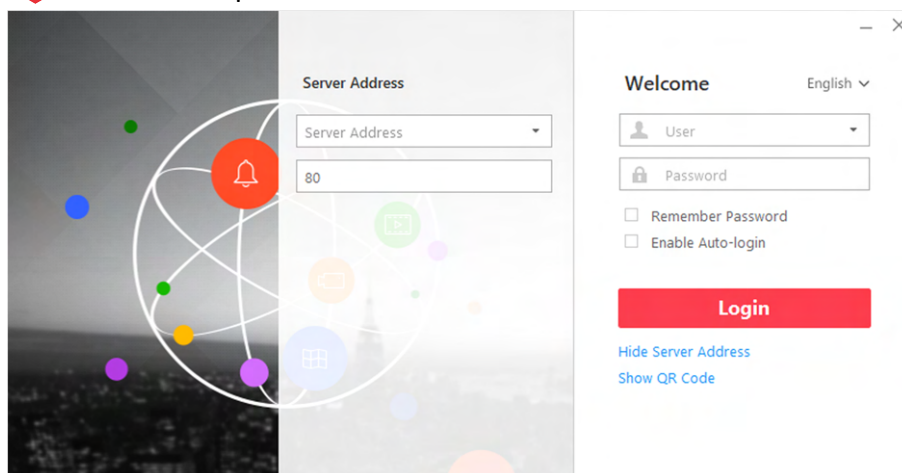 Server Address
Server Address
80
Welcome
English
User
Password
Remember Password
Enable Auto-login
Login
Hide Server Address
Show QR Code